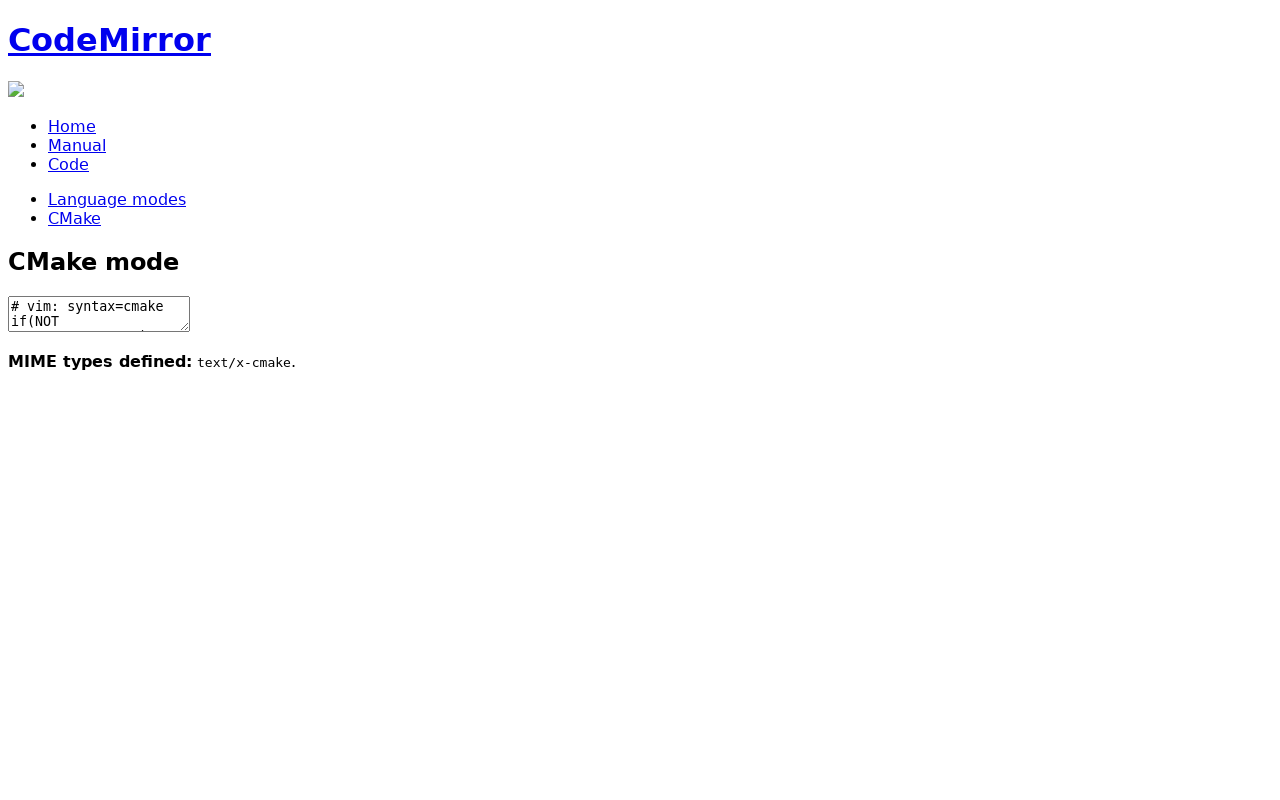 CodeMirror
Home
Manual
Code
Language modes
CMake
CMake mode
# vim: syntax=cmake
if(NOT
MIME types defined: text/x-cmake.